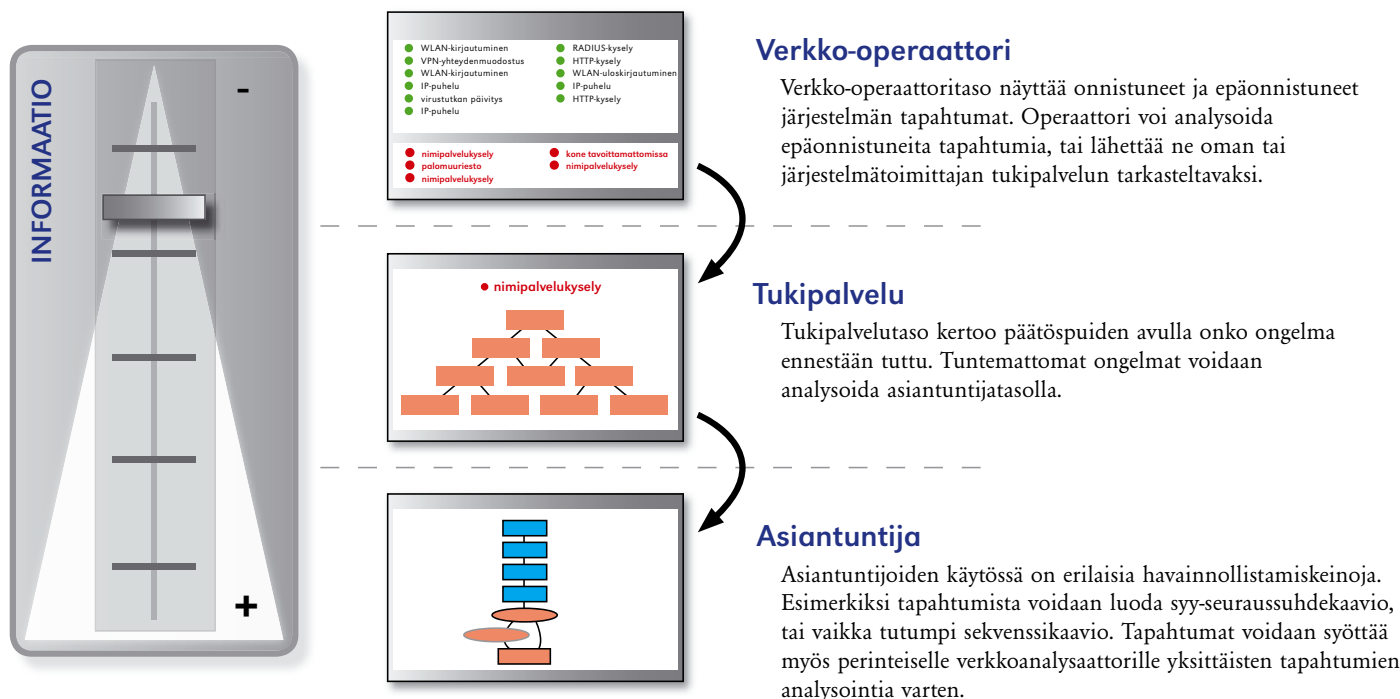 INFORMAATIO
-
+
WLAN-kirjautuminen
VPN-yhteydenmuodostus
WLAN-kirjautuminen
IP-puhelu
virustutkan päivitys
IP-puhelu
RADIUS-kysely
HTTP-kysely
WLAN-uloskirjautuminen
IP-puhelu
HTTP-kysely
nimipalvelukysely
palomuuriesto
nimipalvelukysely
kone tavoittamattomissa
nimipalvelukysely
Verkko-operaattori
Verkko-operaattoritaso näyttää onnistuneet ja epäonnistuneet
järjestelmän tapahtumat. Operaattori voi analysoida
epäonnistuneita tapahtumia, tai lähettää ne oman tai
järjestelmätoimittajan tukipalvelun tarkasteltavaksi.
nimipalvelukysely
Tukipalvelu
Tukipalvelutaso kertoo päätöspuiden avulla onko ongelma
ennestään tuttu. Tuntemattomat ongelmat voidaan
analysoida asiantuntijatasolla.
Asiantuntija
Asiantuntijoiden käytössä on erilaisia havainnollistamiskeinoja.
Esimerkiksi tapahtumista voidaan luoda syy-seuraussuhdekaavio,
tai vaikka tutumpi sekvenssikaavio. Tapahtumat voidaan syöttää
myös perinteiselle verkkoanalysaattorille yksittäisten tapahtumien
analysointia varten.